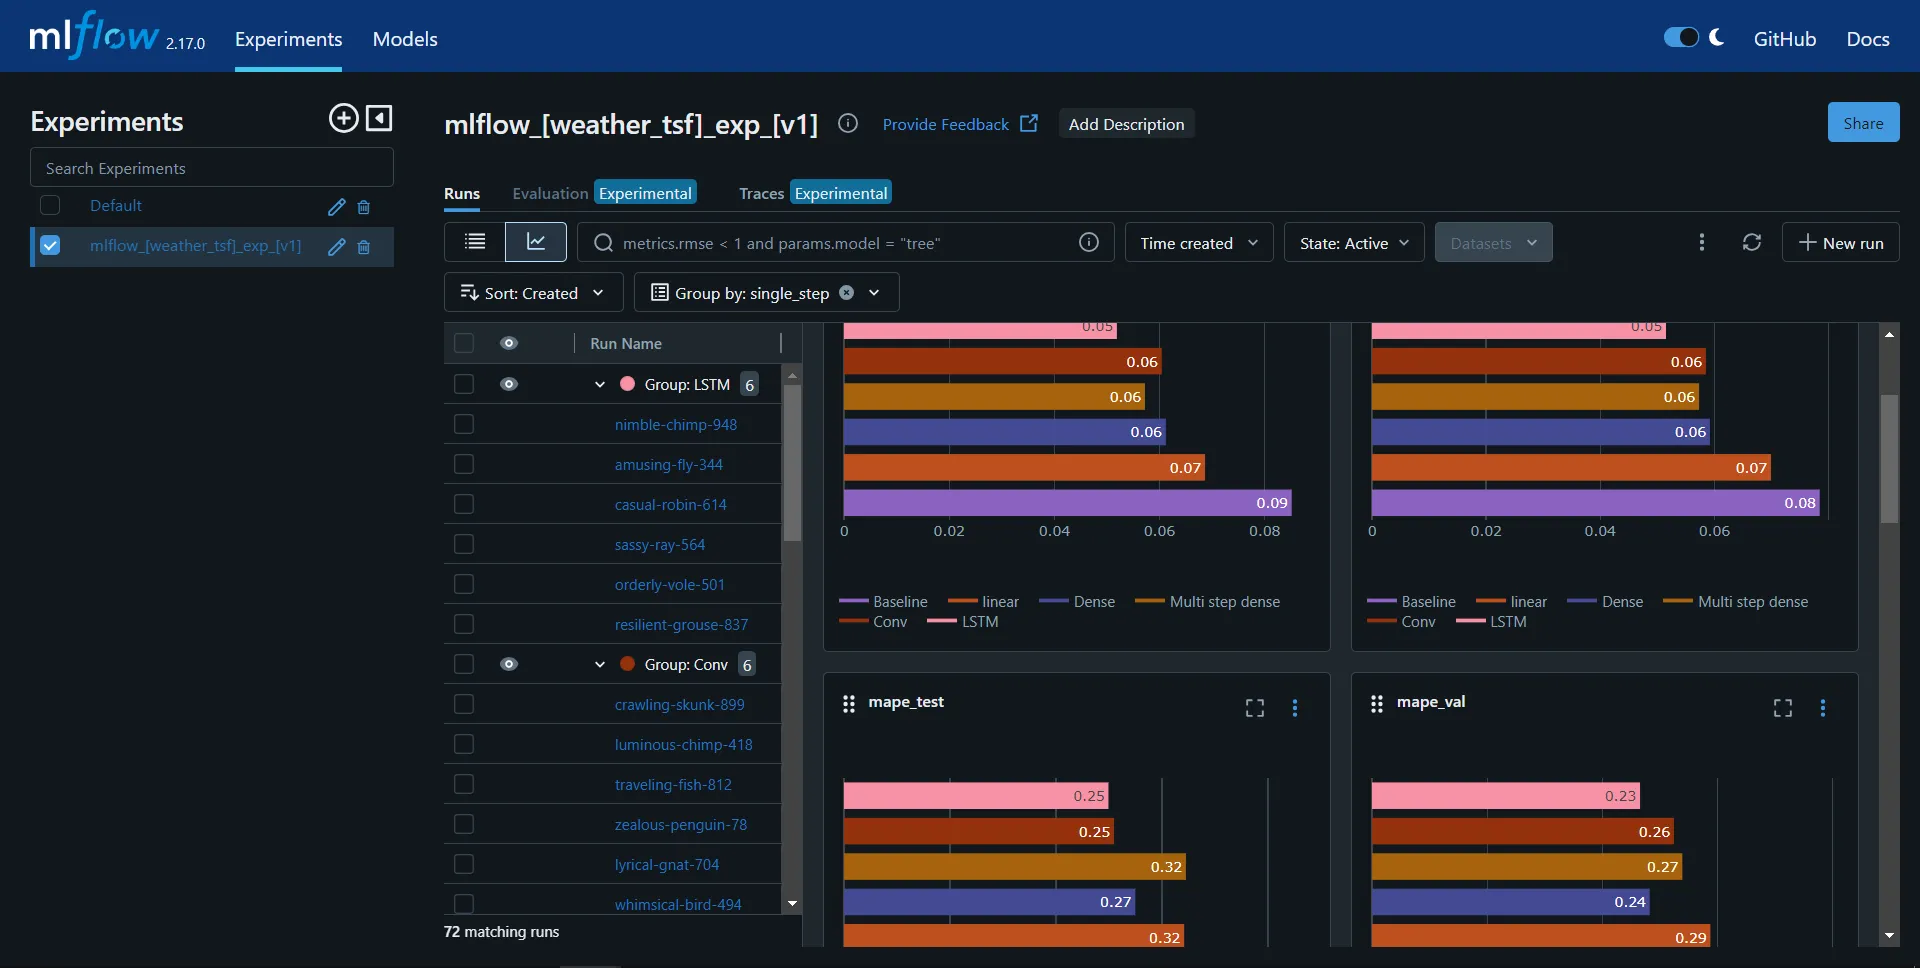 mlflow 2.17.0 Experiments Models GitHub Docs
Experiments
Search Experiments
Default
mlflow_[weather_tsf]_exp_[v1]
mlflow_[weather_tsf]_exp_[v1] Provide Feedback Add Description Share
Runs Evaluation Experimental Traces Experimental
metrics.rmse < 1 and params.model = "tree" Time created State: Active Datasets New run
Sort: Created Group by: single_step
Run Name
Group: LSTM 6
nimble-chimp-948
amusing-fly-344
casual-robin-614
sassy-ray-564
orderly-vole-501
resilient-grouse-837
Group: Conv 6
crawling-skunk-899
luminous-chimp-418
traveling-fish-812
zealous-penguin-78
lyrical-gnat-704
whimsical-bird-494
72 matching runs
0.05
0.06
0.06
0.06
0.07
0.09
0 0.02 0.04 0.06 0.08
Baseline linear Dense Multi step dense
Conv LSTM
0.05
0.06
0.06
0.06
0.07
0.08
0 0.02 0.04 0.06
Baseline linear Dense Multi step dense
Conv LSTM
mape_test
0.25
0.25
0.32
0.27
0.32
mape_val
0.23
0.26
0.27
0.24
0.29